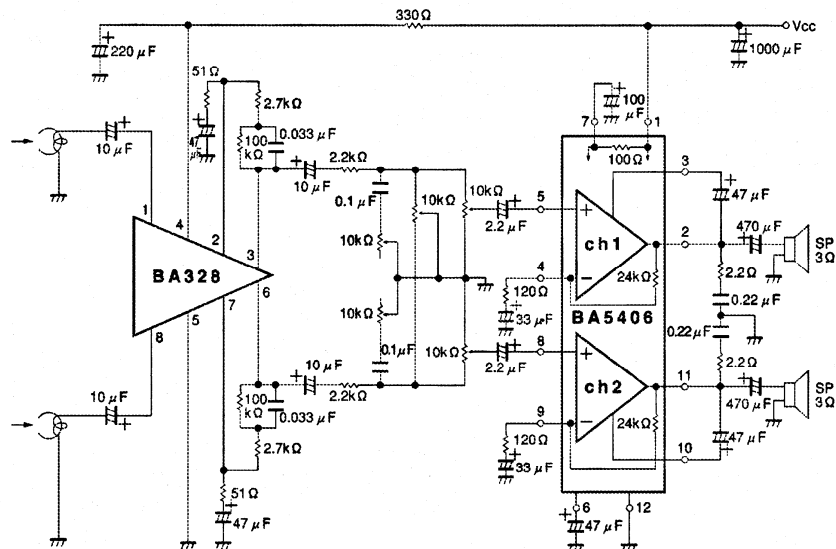 330Ω
Vcc
220μF
1000μF
51Ω
2.7kΩ
100μF
7
1
47μF
100kΩ
0.033μF
10μF
10μF
2.2kΩ
100Ω
3
0.1μF
10kΩ
10kΩ
5
47μF
1
4
2
2.2μF
ch1
2
470μF
SP
3Ω
BA328
3
10kΩ
4
24kΩ
2.2Ω
6
120Ω
0.22μF
10kΩ
33μF
BA5406
0.22μF
8
5
7
10μF
0.1μF
10kΩ
8
2.2Ω
2.2μF
ch2
11
SP
3Ω
10μF
100kΩ
0.033μF
2.2kΩ
9
24kΩ
470μF
2.7kΩ
120Ω
47μF
33μF
10
51Ω
47μF
6
12
47μF